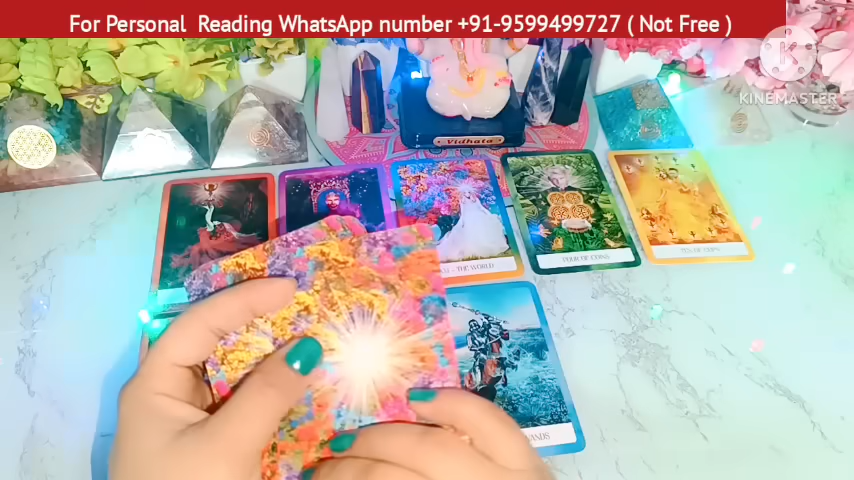 For Personal Reading WhatsApp number +91-9599499727 ( Not Free )
KINEMASTER
Vidhata
THE WORLD
FOUR OF COINS
TEN OF CUPS
WANDS